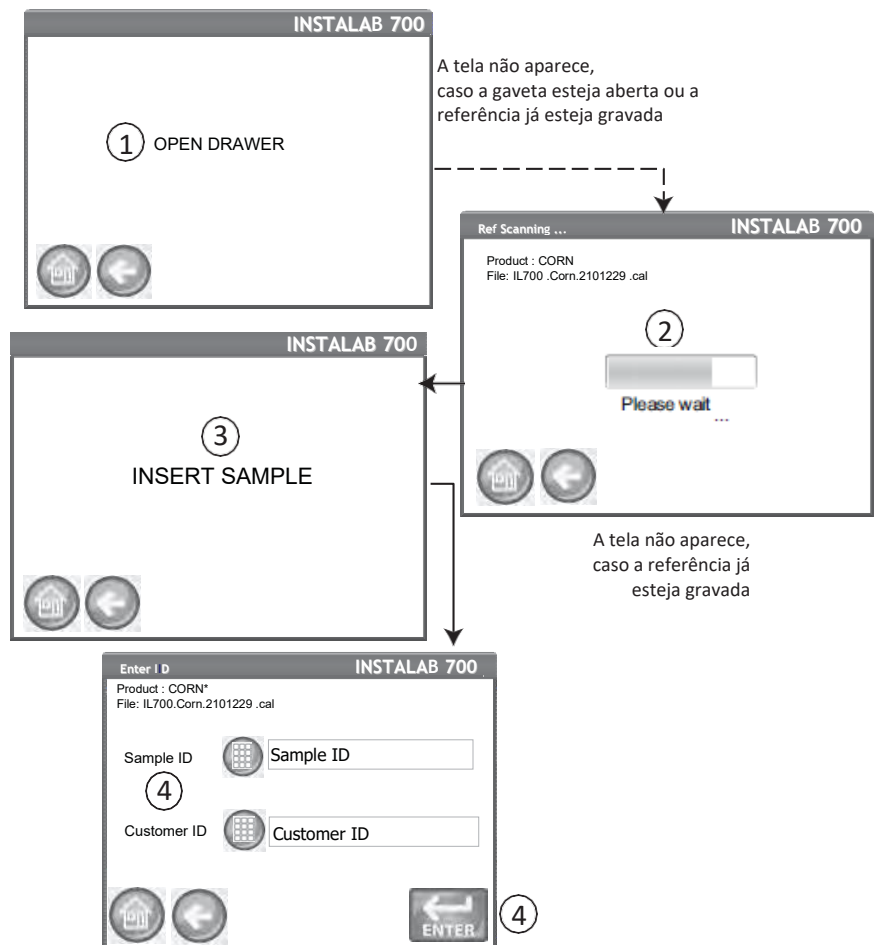 INSTALAB 700
A tela não aparece,
caso a gaveta esteja aberta ou a
referência já esteja gravada
1 OPEN DRAWER
Ref Scanning ... INSTALAB 700
Product : CORN
File: IL700 .Corn.2101229 .cal
2
Please wait
...
A tela não aparece,
caso a referência já
esteja gravada
INSTALAB 700
3
INSERT SAMPLE
Enter ID INSTALAB 700
Product : CORN*
File: IL700.Corn.2101229 .cal
Sample ID Sample ID
4
Customer ID Customer ID
ENTER 4